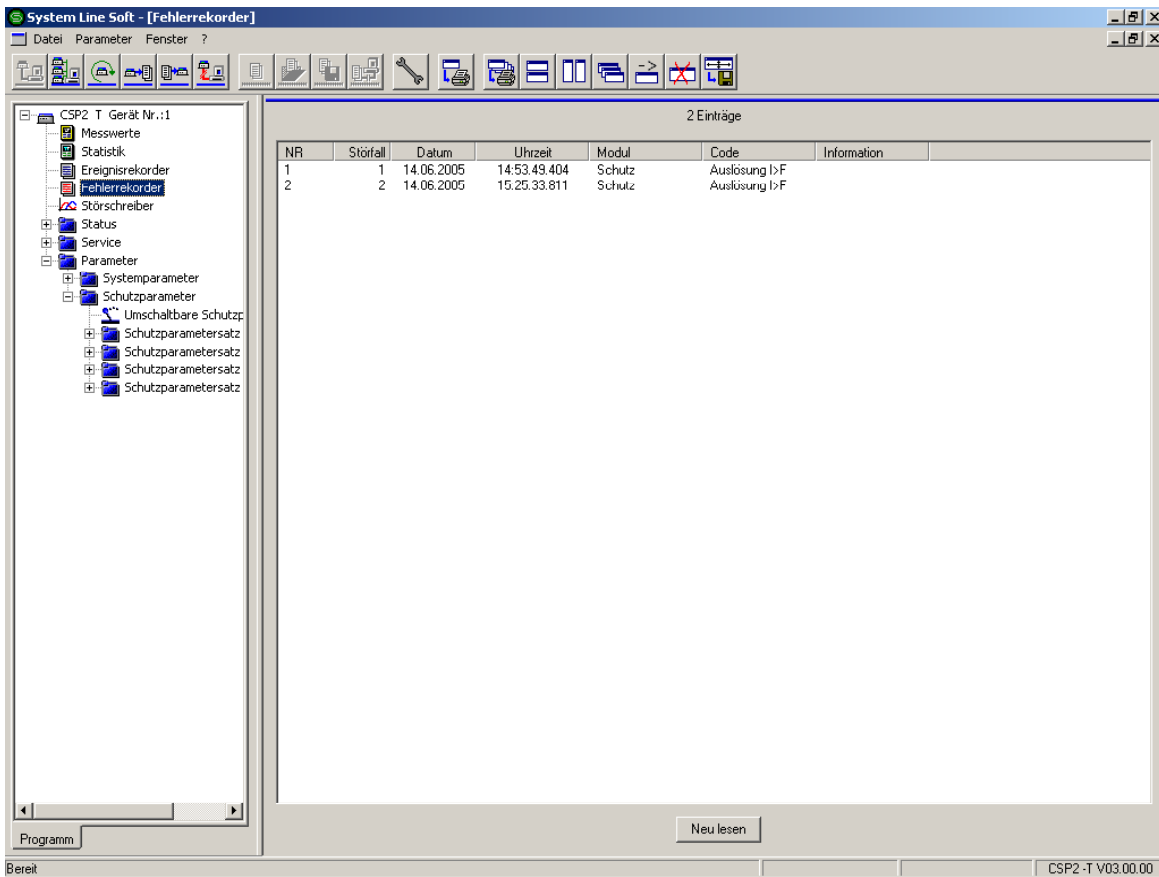 System Line Soft - [Fehlerrekorder]
Datei Parameter Fenster ?
CSP2 T Gerät Nr.:1
Messwerte
Statistik
Ereignisrekorder
Fehlerrekorder
Störschreiber
Status
Service
Parameter
Systemparameter
Schutzparameter
Umschaltbare Schutzp
Schutzparametersatz
Schutzparametersatz
Schutzparametersatz
Schutzparametersatz
Programm
2 Einträge
NR Störfall Datum Uhrzeit Modul Code Information
1 1 14.06.2005 14:53.49.404 Schutz Auslösung I>F
2 2 14.06.2005 15.25.33.811 Schutz Auslösung I>F
Neu lesen
Bereit CSP2 -T V03.00.00